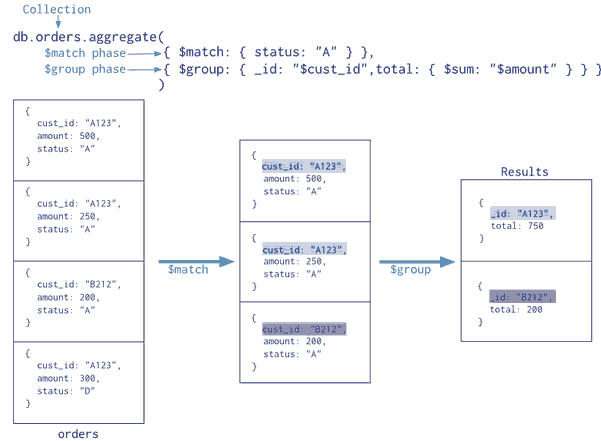 Collection
db.orders.aggregate(
$match phase { $match: { status: "A" } },
$group phase { $group: { _id: "$cust_id",total: { $sum: "$amount" } } }
)
{
cust_id: "A123",
amount: 500,
status: "A"
}
{
cust_id: "A123",
amount: 250,
status: "A"
}
{
cust_id: "B212",
amount: 200,
status: "A"
}
{
cust_id: "A123",
amount: 300,
status: "D"
}
orders
$match
{
cust_id: "A123",
amount: 500,
status: "A"
}
{
cust_id: "A123",
amount: 250,
status: "A"
}
{
cust_id: "B212",
amount: 200,
status: "A"
}
$group
Results
{
_id: "A123",
total: 750
}
{
_id: "B212",
total: 200
}